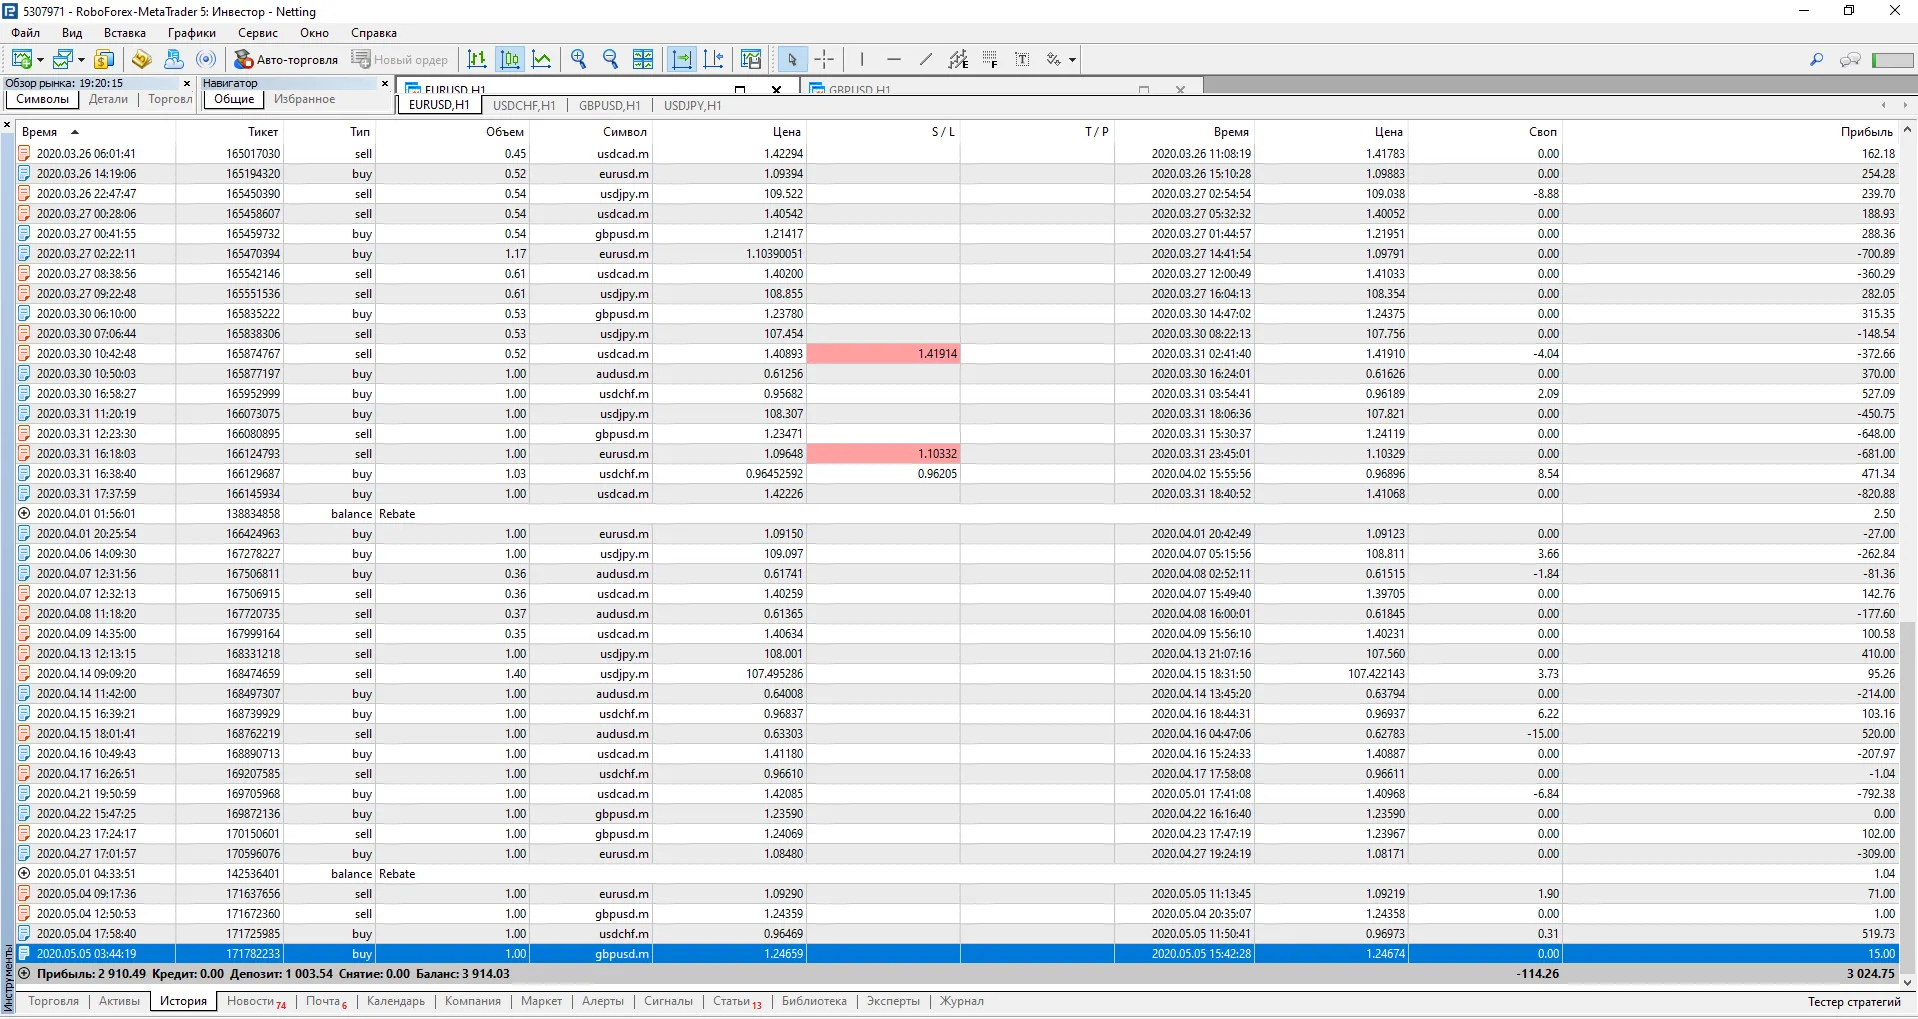 5307971 - RoboForex-MetaTrader 5: Инвестор - Netting
Файл Вид Вставка Графики Сервис Окно Справка
Авто-торговля Новый ордер
Обзор рынка: 19:20:15 Навигатор EURUSD,H1 GBPUSD,H1
Символы Детали Торговл Общие Избранное EURUSD,H1 USDCHF,H1 GBPUSD,H1 USDJPY,H1
Время Тикет Тип Объем Символ Цена S / L T / P Время Цена Своп Прибыль
2020.03.26 06:01:41 165017030 sell 0.45 usdcad.m 1.42294 2020.03.26 11:08:19 1.41783 0.00 162.18
2020.03.26 14:19:06 165194320 buy 0.52 eurusd.m 1.09394 2020.03.26 15:10:28 1.09883 0.00 254.28
2020.03.26 22:47:47 165450390 sell 0.54 usdjpy.m 109.522 2020.03.27 02:54:54 109.038 -8.88 239.70
2020.03.27 00:28:06 165458607 sell 0.54 usdcad.m 1.40542 2020.03.27 05:32:32 1.40052 0.00 188.93
2020.03.27 00:41:55 165459732 buy 0.54 gbpusd.m 1.21417 2020.03.27 01:44:57 1.21951 0.00 288.36
2020.03.27 02:22:11 165470394 buy 1.17 eurusd.m 1.10390051 2020.03.27 14:41:54 1.09791 0.00 -700.89
2020.03.27 08:38:56 165542146 sell 0.61 usdcad.m 1.40200 2020.03.27 12:00:49 1.41033 0.00 -360.29
2020.03.27 09:22:48 165551536 sell 0.61 usdjpy.m 108.855 2020.03.27 16:04:13 108.354 0.00 282.05
2020.03.30 06:10:00 165835222 buy 0.53 gbpusd.m 1.23780 2020.03.30 14:47:02 1.24375 0.00 315.35
2020.03.30 07:06:44 165838306 sell 0.53 usdjpy.m 107.454 2020.03.30 08:22:13 107.756 0.00 -148.54
2020.03.30 10:42:48 165874767 sell 0.52 usdcad.m 1.40893 1.41914 2020.03.31 02:41:40 1.41910 -4.04 -372.66
2020.03.30 10:50:03 165877197 buy 1.00 audusd.m 0.61256 2020.03.30 16:24:01 0.61626 0.00 370.00
2020.03.30 16:58:27 165952999 buy 1.00 usdchf.m 0.95682 2020.03.31 03:54:41 0.96189 2.09 527.09
2020.03.31 11:20:19 166073075 buy 1.00 usdjpy.m 108.307 2020.03.31 18:06:36 107.821 0.00 -450.75
2020.03.31 12:23:30 166080895 sell 1.00 gbpusd.m 1.23471 2020.03.31 15:30:37 1.24119 0.00 -648.00
2020.03.31 16:18:03 166124793 sell 1.00 eurusd.m 1.09648 1.10332 2020.03.31 23:45:01 1.10329 0.00 -681.00
2020.03.31 16:38:40 166129687 buy 1.03 usdchf.m 0.96452592 0.96205 2020.04.02 15:55:56 0.96896 8.54 471.34
2020.03.31 17:37:59 166145934 buy 1.00 usdcad.m 1.42226 2020.03.31 18:40:52 1.41068 0.00 -820.88
2020.04.01 01:56:01 138834858 balance Rebate 2.50
2020.04.01 20:25:54 166424963 buy 1.00 eurusd.m 1.09150 2020.04.01 20:42:49 1.09123 0.00 -27.00
2020.04.06 14:09:30 167278227 buy 1.00 usdjpy.m 109.097 2020.04.07 05:15:56 108.811 3.66 -262.84
2020.04.07 12:31:56 167506811 buy 0.36 audusd.m 0.61741 2020.04.08 02:52:11 0.61515 -1.84 -81.36
2020.04.07 12:32:13 167506915 sell 0.36 usdcad.m 1.40259 2020.04.07 15:49:40 1.39705 0.00 142.76
2020.04.08 11:18:20 167720735 sell 0.37 audusd.m 0.61365 2020.04.08 16:00:01 0.61845 0.00 -177.60
2020.04.09 14:35:00 167999164 sell 0.35 usdcad.m 1.40634 2020.04.09 15:56:10 1.40231 0.00 100.58
2020.04.13 12:13:15 168331218 sell 1.00 usdjpy.m 108.001 2020.04.13 21:07:16 107.560 0.00 410.00
2020.04.14 09:09:20 168474659 sell 1.40 usdjpy.m 107.495286 2020.04.15 18:31:50 107.422143 3.73 95.26
2020.04.14 11:42:00 168497307 buy 1.00 audusd.m 0.64008 2020.04.14 13:45:20 0.63794 0.00 -214.00
2020.04.15 16:39:21 168739929 buy 1.00 usdchf.m 0.96837 2020.04.16 18:44:31 0.96937 6.22 103.16
2020.04.15 18:01:41 168762219 sell 1.00 audusd.m 0.63303 2020.04.16 04:47:06 0.62783 -15.00 520.00
2020.04.16 10:49:43 168890713 buy 1.00 usdcad.m 1.41180 2020.04.16 15:24:33 1.40887 0.00 -207.97
2020.04.17 16:26:51 169207585 sell 1.00 usdchf.m 0.96610 2020.04.17 17:58:08 0.96611 0.00 -1.04
2020.04.21 19:50:59 169705968 buy 1.00 usdcad.m 1.42085 2020.05.01 17:41:08 1.40968 -6.84 -792.38
2020.04.22 15:47:25 169872136 buy 1.00 gbpusd.m 1.23590 2020.04.22 16:16:40 1.23590 0.00 0.00
2020.04.23 17:24:17 170150601 sell 1.00 gbpusd.m 1.24069 2020.04.23 17:47:19 1.23967 0.00 102.00
2020.04.27 17:01:57 170596076 buy 1.00 eurusd.m 1.08480 2020.04.27 19:24:19 1.08171 0.00 -309.00
2020.05.01 04:33:51 142536401 balance Rebate 1.04
2020.05.04 09:17:36 171637656 sell 1.00 eurusd.m 1.09290 2020.05.05 11:13:45 1.09219 1.90 71.00
2020.05.04 12:50:53 171672360 sell 1.00 gbpusd.m 1.24359 2020.05.04 20:35:07 1.24358 0.00 1.00
2020.05.04 17:58:40 171725985 buy 1.00 usdchf.m 0.96469 2020.05.05 11:50:41 0.96973 0.31 519.73
2020.05.05 03:44:19 171782233 buy 1.00 gbpusd.m 1.24659 2020.05.05 15:42:28 1.24674 0.00 15.00
Прибыль: 2 910.49 Кредит: 0.00 Депозит: 1 003.54 Снятие: 0.00 Баланс: 3 914.03 -114.26 3 024.75
Инструменты
Торговля Активы История Новости 74 Почта 6 Календарь Компания Маркет Алерты Сигналы Статьи 13 Библиотека Эксперты Журнал Тестер стратегий